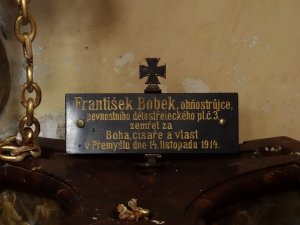 František Bobek, ohňostrůjce,
pevnostního dělostřeleckého pl. č. 3
zemřel za
Boha, císaře a vlast
v Přemyšlu dne 14. listopadu 1914.